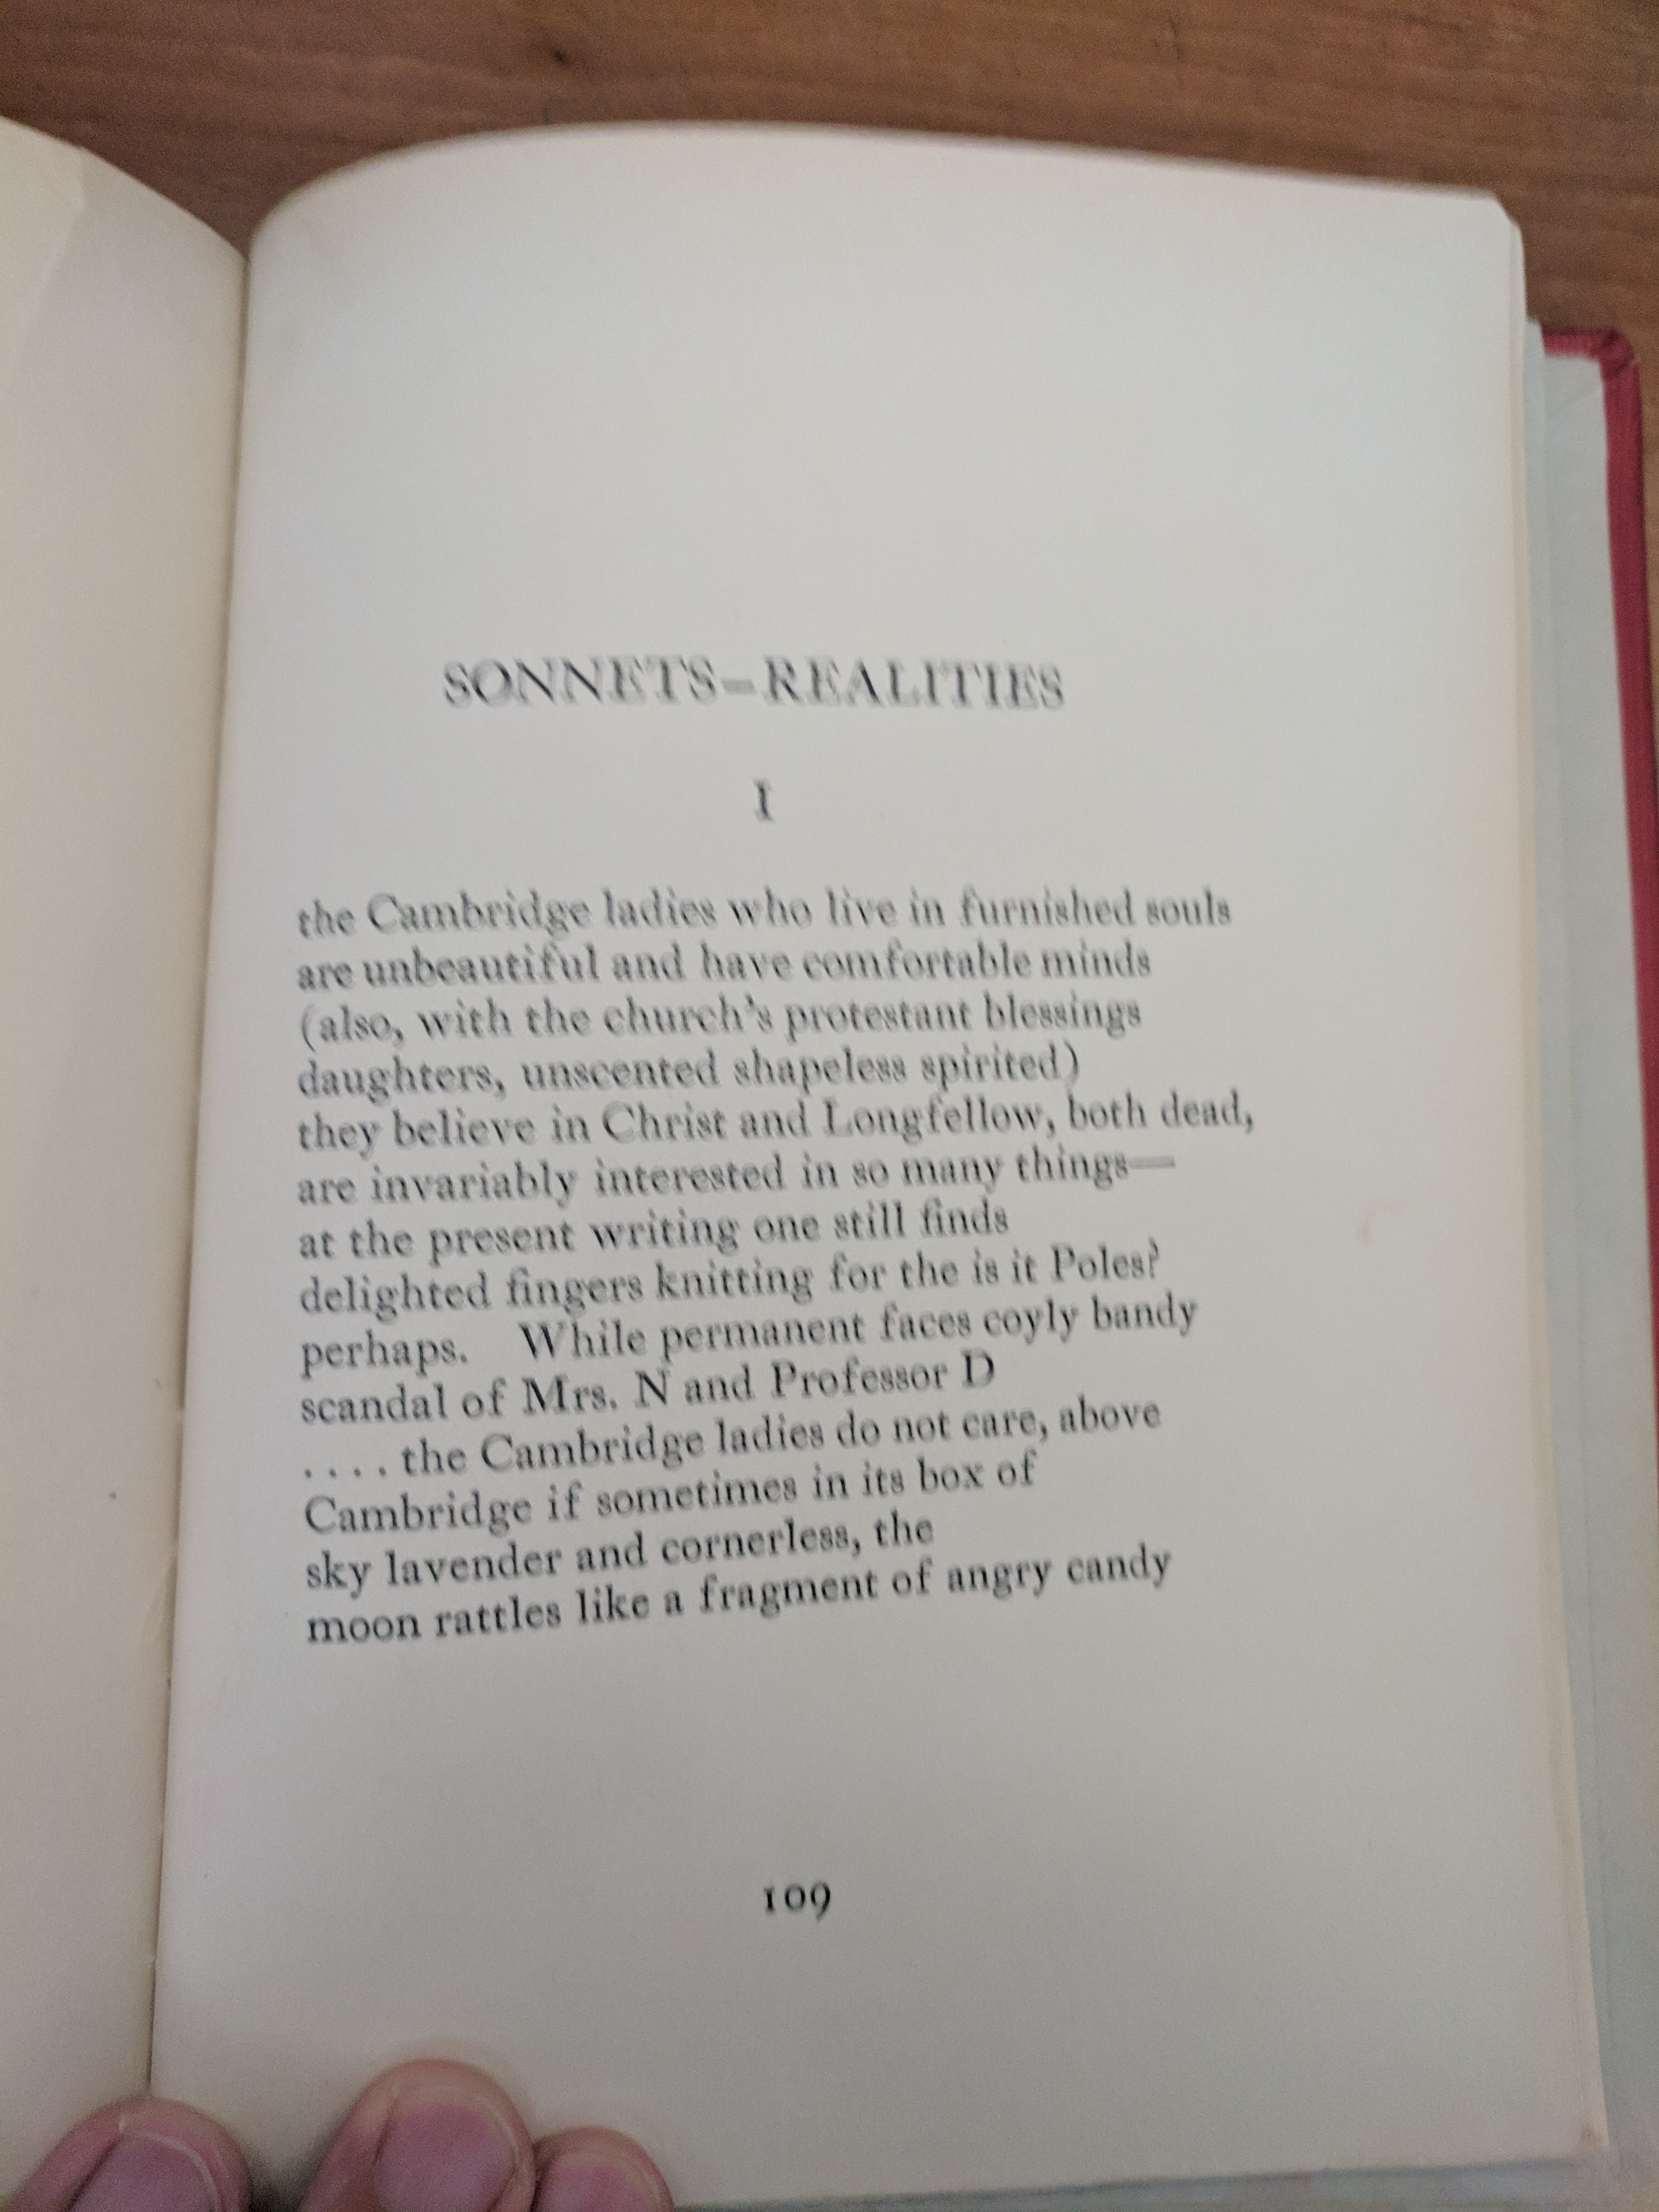 SONNETS—REALITIES
I
the Cambridge ladies who live in furnished souls
are unbeautiful and have comfortable minds
(also, with the church's protestant blessings
daughters, unscented shapeless spirited)
they believe in Christ and Longfellow, both dead,
are invariably interested in so many things—
at the present writing one still finds
delighted fingers knitting for the is it Poles?
perhaps. While permanent faces coyly bandy
scandal of Mrs. N and Professor D
.... the Cambridge ladies do not care, above
Cambridge if sometimes in its box of
sky lavender and cornerless, the
moon rattles like a fragment of angry candy
109